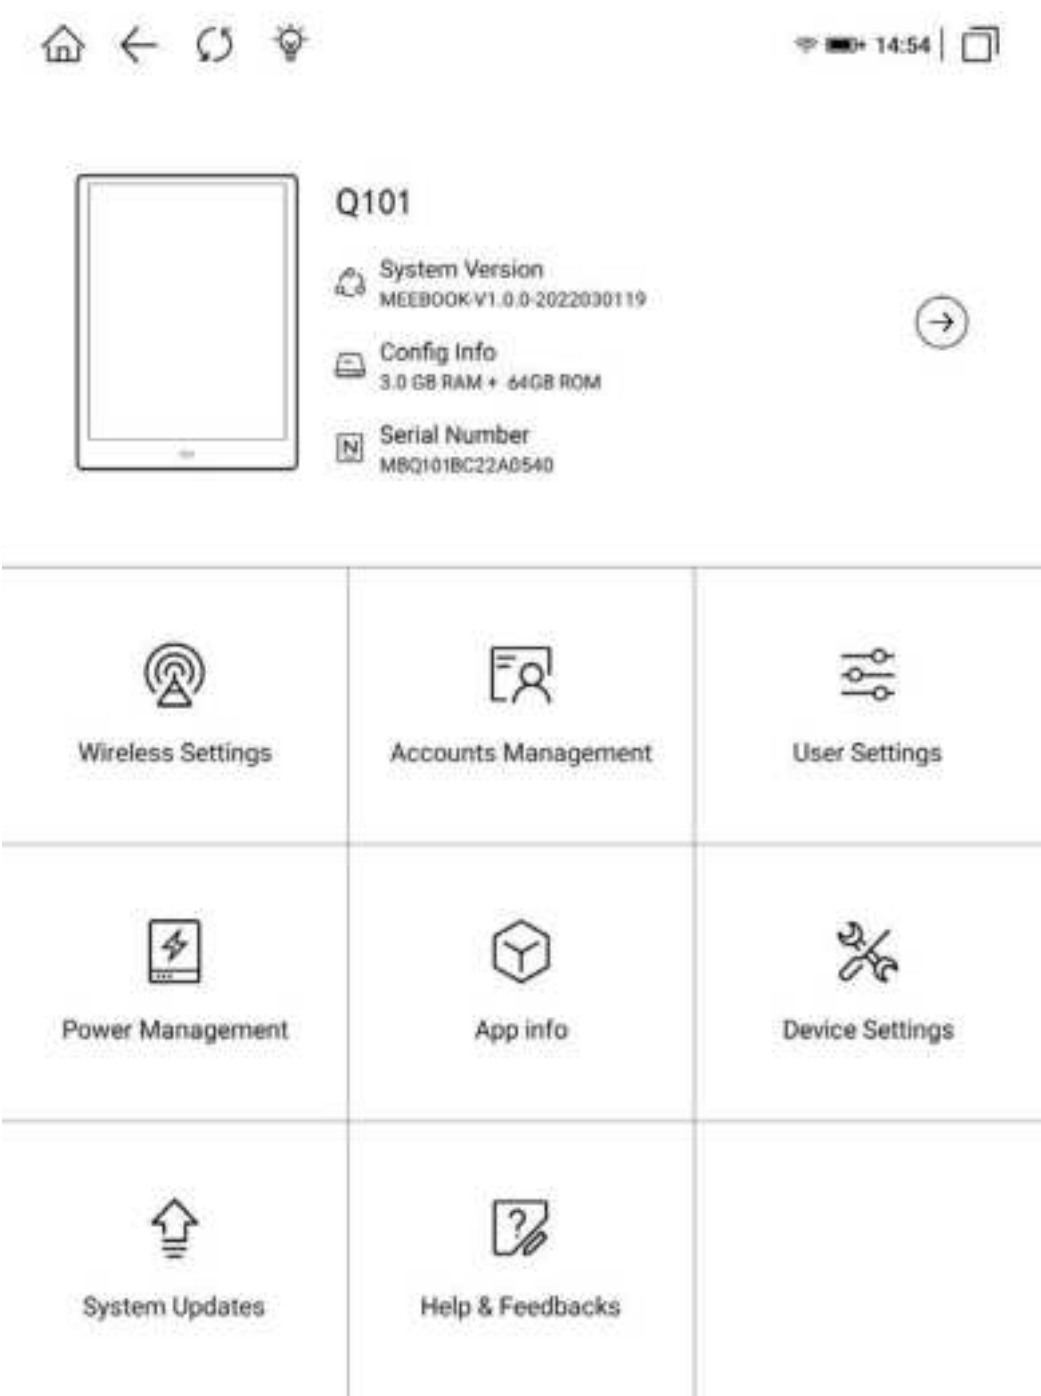 14:54
Q101
System Version
MEEBOOK-V1.0.0-2022030119
Config Info
3.0 GB RAM + 64GB ROM
Serial Number
MBQ101BC22A0540
Wireless Settings
Accounts Management
User Settings
Power Management
App info
Device Settings
System Updates
Help & Feedbacks